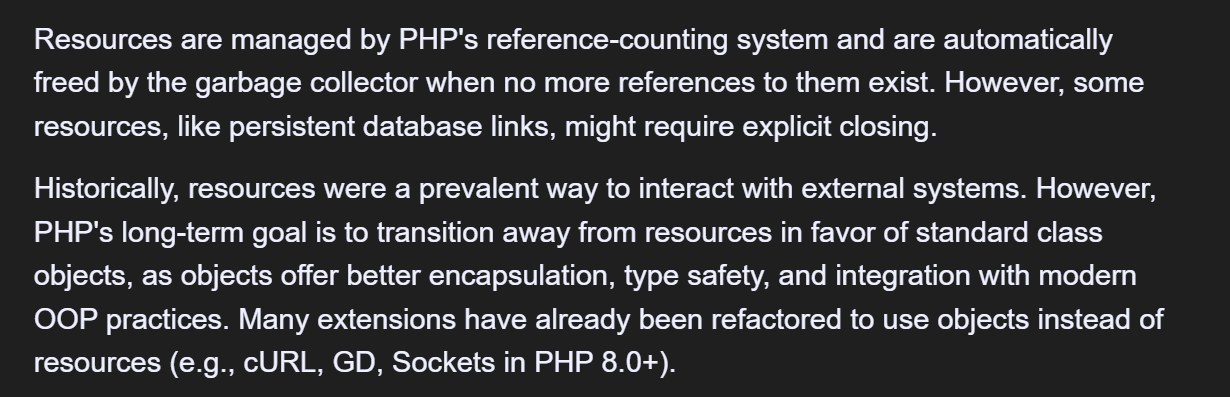 Resources are managed by PHP's reference-counting system and are automatically
freed by the garbage collector when no more references to them exist. However, some
resources, like persistent database links, might require explicit closing.
Historically, resources were a prevalent way to interact with external systems. However,
PHP's long-term goal is to transition away from resources in favor of standard class
objects, as objects offer better encapsulation, type safety, and integration with modern
OOP practices. Many extensions have already been refactored to use objects instead of
resources (e.g., cURL, GD, Sockets in PHP 8.0+).